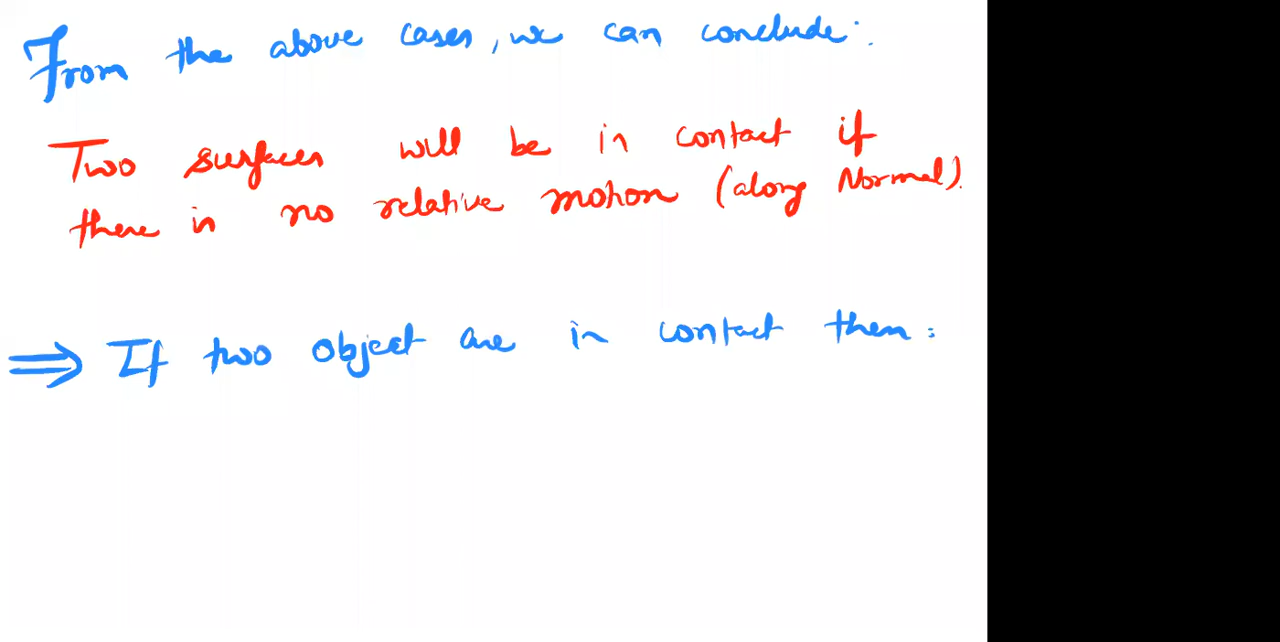 From the above cases, we can conclude:
Two surfaces will be in contact if
there is no relative motion (along Normal).
⇒ If two object are in contact then: